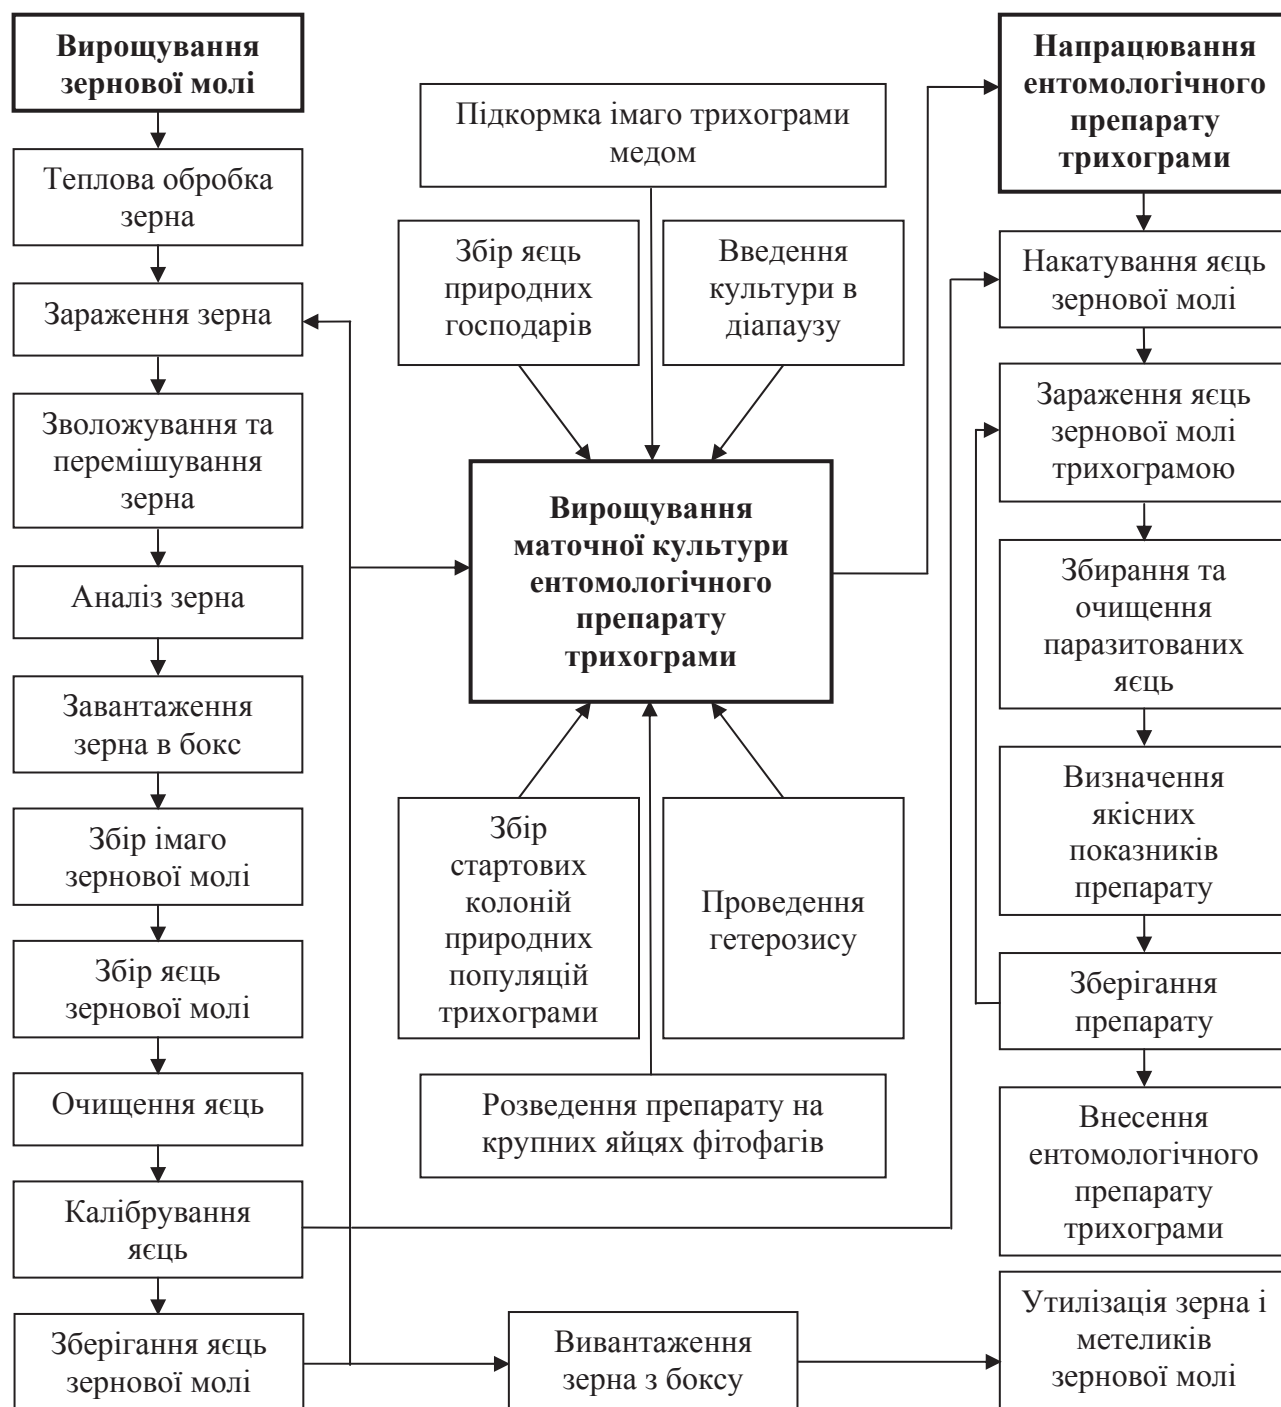 Вирощування
зернової молі
Теплова обробка
зерна
Зараження зерна
Зволожування та
перемішування
зерна
Аналіз зерна
Завантаження
зерна в бокс
Збір імаго
зернової молі
Збір яєць
зернової молі
Очищення яєць
Калібрування
яєць
Зберігання яєць
зернової молі
Підкормка імаго трихограми
медом
Збір яєць
природних
господарів
Введення
культури в
діапаузу
Вирощування
маточної культури
ентомологічного
препарату
трихограми
Збір
стартових
колоній
природних
популяцій
трихограми
Проведення
гетерозису
Розведення препарату на
крупних яйцях фітофагів
Вивантаження
зерна з боксу
Напрацювання
ентомологічного
препарату
трихограми
Накатування яєць
зернової молі
Зараження яєць
зернової молі
трихограмою
Збирання та
очищення
паразитованих
яєць
Визначення
якісних
показників
препарату
Зберігання
препарату
Внесення
ентомологічного
препарату
трихограми
Утилізація зерна і
метеликів
зернової молі